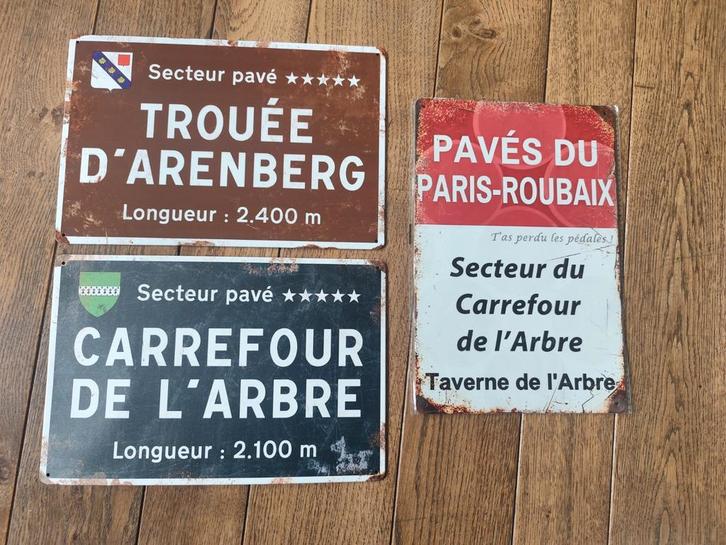 Secteur pavé ★★★★★
TROUÉE
D'ARENBERG
Longueur : 2.400 m
Secteur pavé ★★★★★
CARREFOUR
DE L'ARBRE
Longueur : 2.100 m
PAVÉS DU
PARIS-ROUBAIX
T'as perdu les pédales !
Secteur du
Carrefour
de l'Arbre
Taverne de l'Arbre